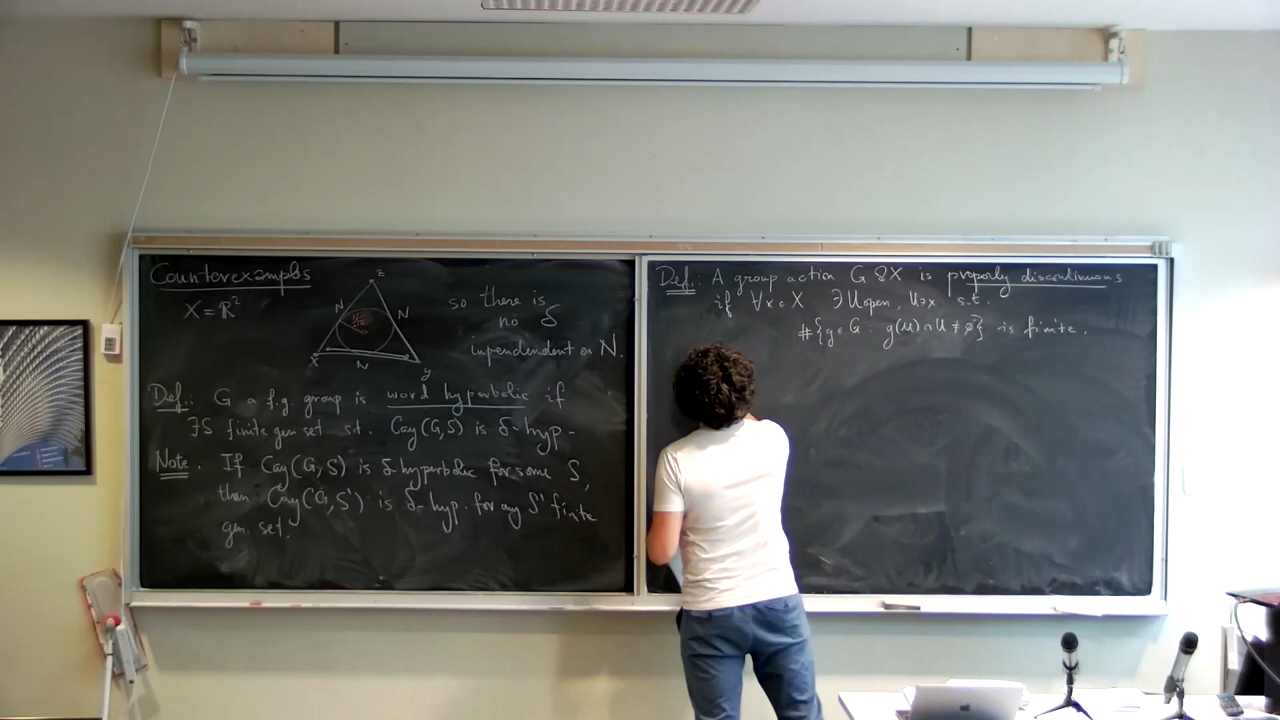 Counterexamples
X = ℝ²
z
N
N
N
x
y
so there is
no δ
inpendendent on N.
Def.: G a f.g. group is word hyperbolic if
∃S finite gen set s.t. Cay(G,S) is δ-hyp.
Note. If Cay(G,S) is δ hyperbolic for some S,
then Cay(G,S') is δ-hyp. for any S' finite
gen. set.
Def.: A group action G ↻ X is properly discontinuous
if ∀x∈X ∃U open, U∋x s.t.
#{g∈G : g(U)∩U ≠ ∅} is finite.